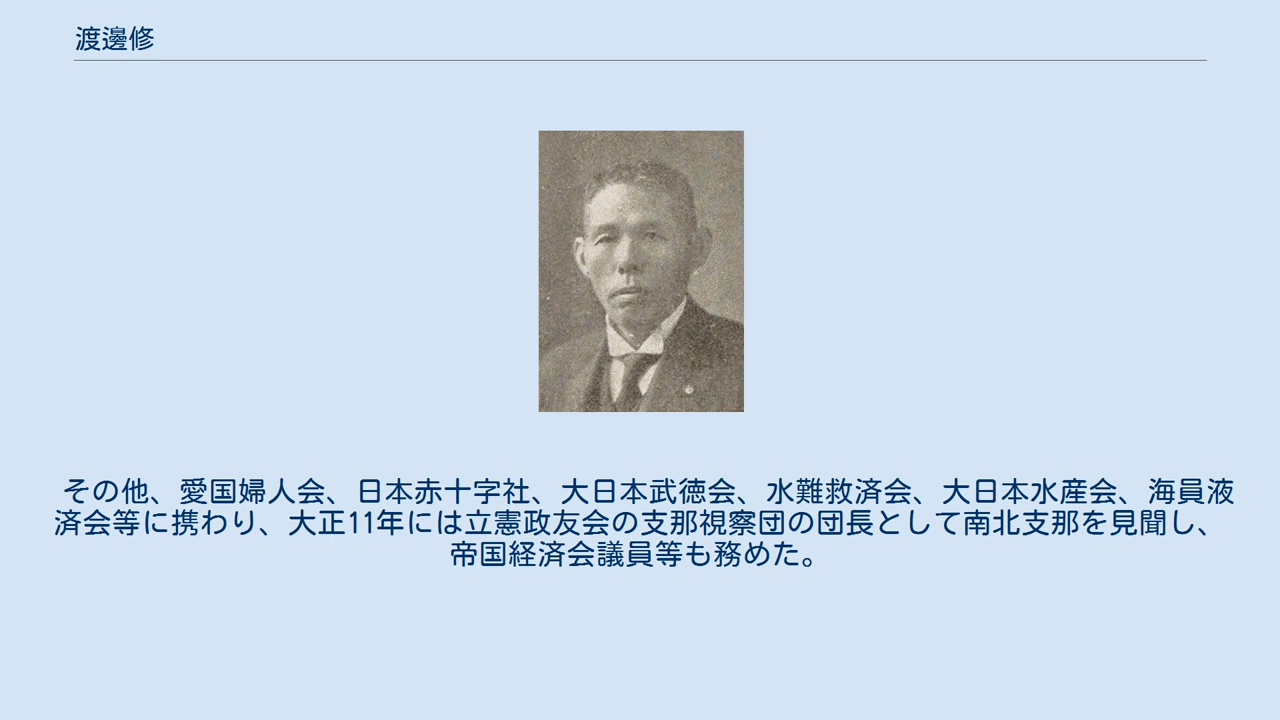 渡邊修
その他、愛国婦人会、日本赤十字社、大日本武徳会、水難救済会、大日本水産会、海員液
済会等に携わり、大正11年には立憲政友会の支那視察団の団長として南北支那を見聞し、
帝国経済会議員等も務めた。